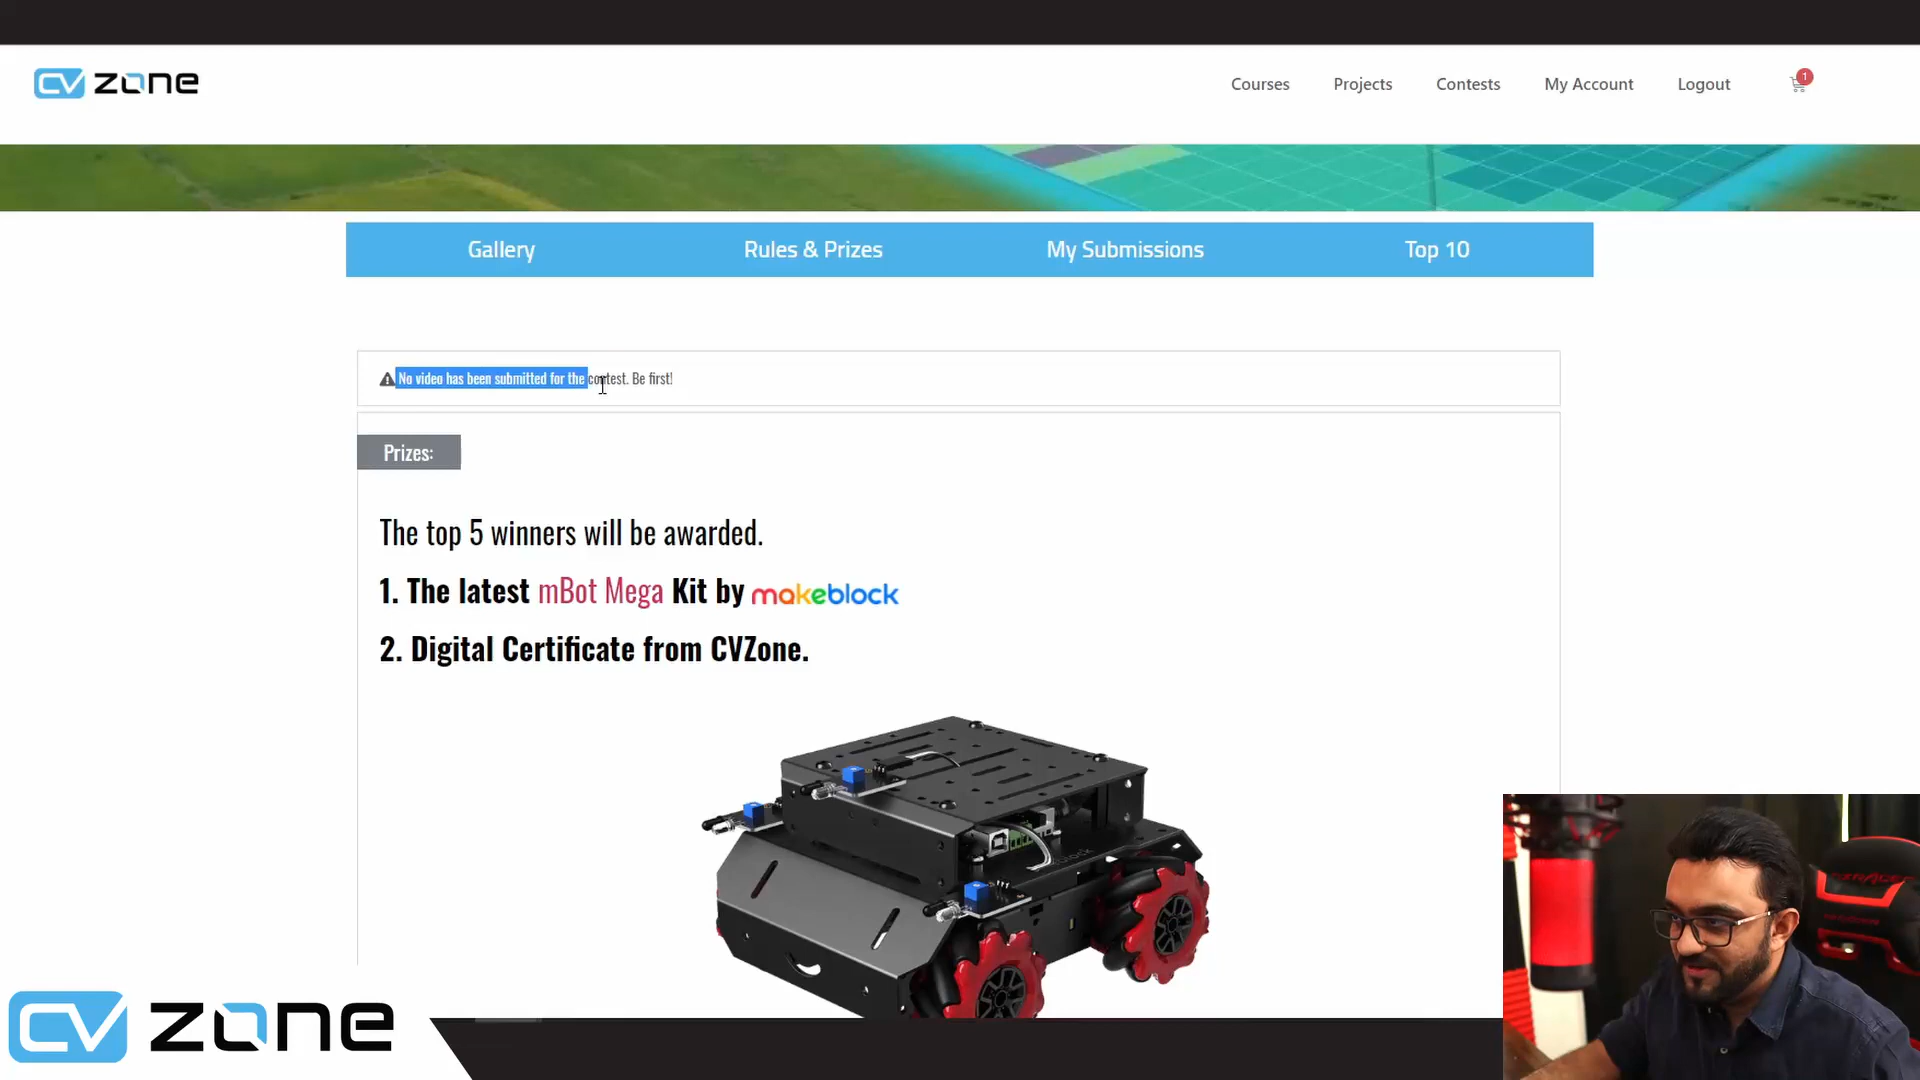 CV zone
Courses Projects Contests My Account Logout 1
Gallery Rules & Prizes My Submissions Top 10
No video has been submitted for the contest. Be first!
Prizes:
The top 5 winners will be awarded.
1. The latest mBot Mega Kit by makeblock
2. Digital Certificate from CVZone.
CV zone